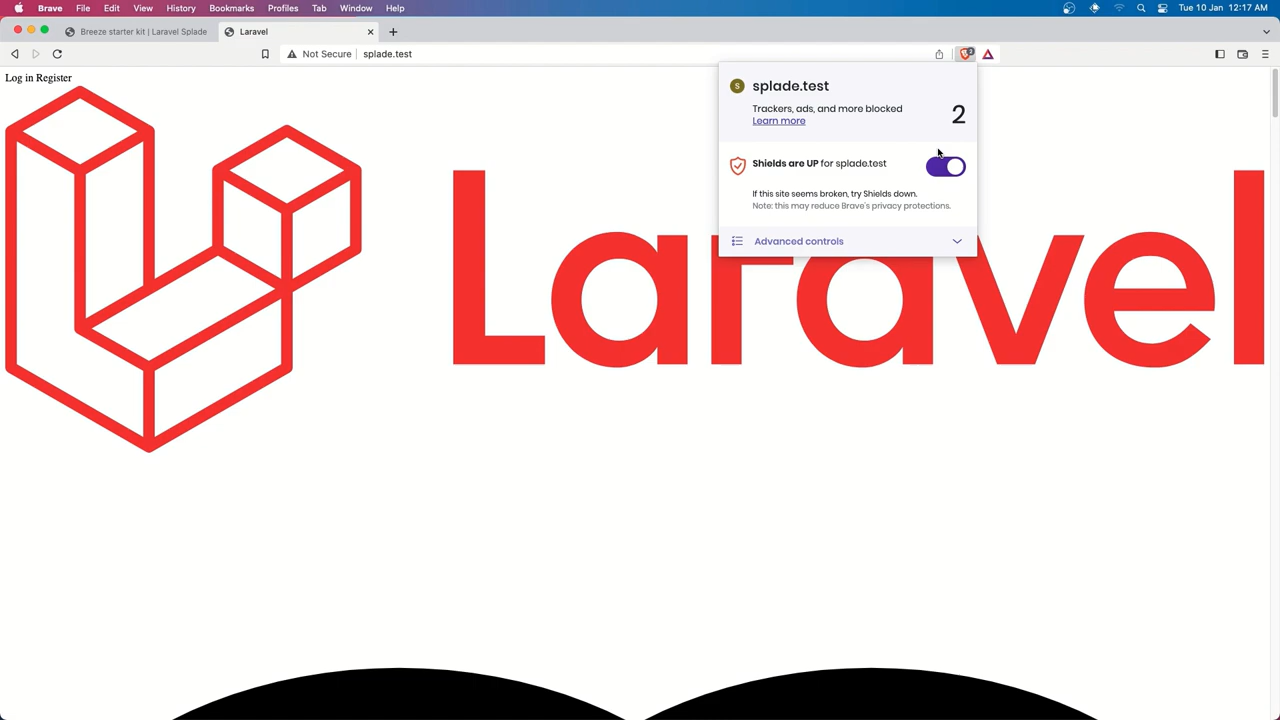 Brave File Edit View History Bookmarks Profiles Tab Window Help Tue 10 Jan 12:17 AM
Breeze starter kit | Laravel Splade Laravel
Not Secure splade.test 2
Log in Register
S splade.test
Trackers, ads, and more blocked 2
Learn more
Shields are UP for splade.test
If this site seems broken, try Shields down.
Note: this may reduce Brave's privacy protections.
Advanced controls
Laravel